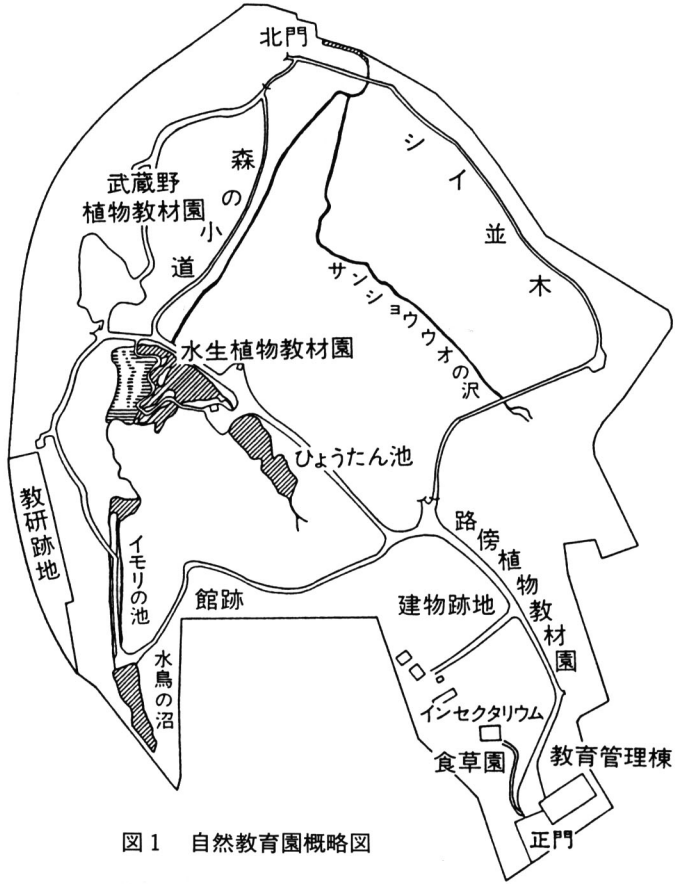 北門
シイ並木
森の小道
武蔵野
植物教材園
サンショウウオの沢
水生植物教材園
ひょうたん池
教研跡地
イモリの池
路傍植物教材園
館跡
建物跡地
水鳥の沼
インセクタリウム
食草園
教育管理棟
正門
図1 自然教育園概略図